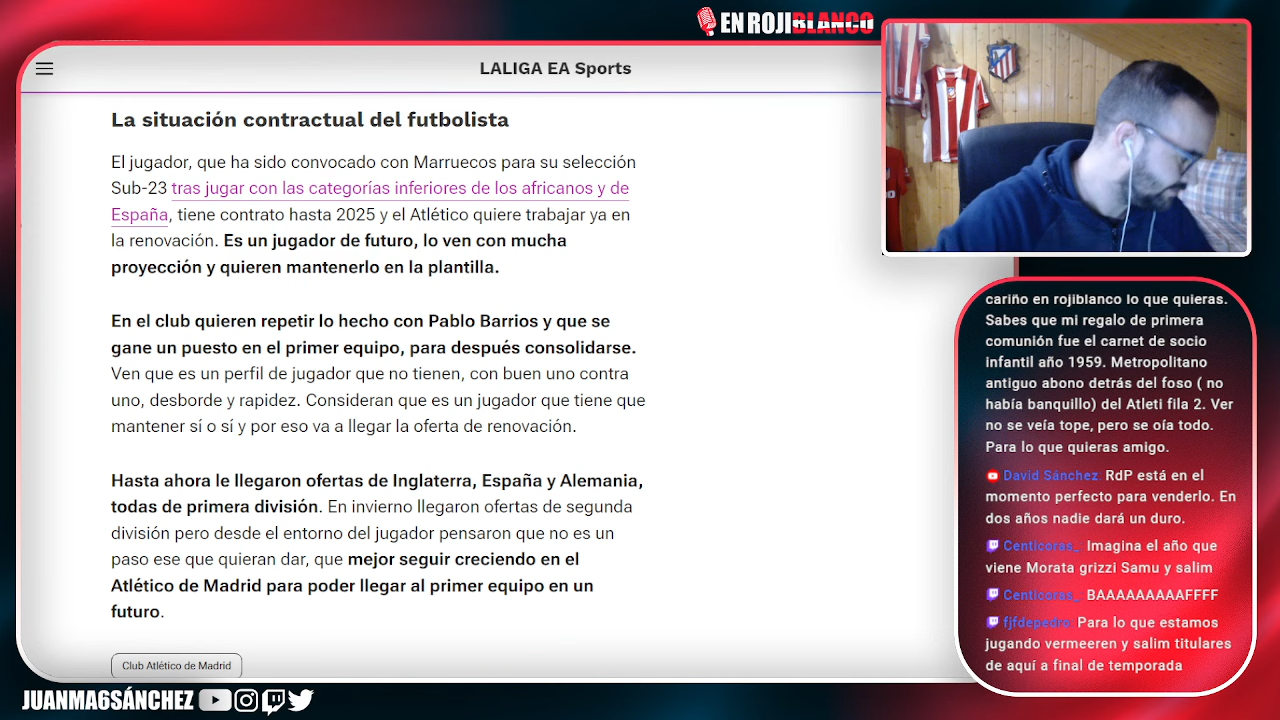 EN ROJIBLANCO
LALIGA EA Sports
La situación contractual del futbolista
El jugador, que ha sido convocado con Marruecos para su selección
Sub-23 tras jugar con las categorías inferiores de los africanos y de
España, tiene contrato hasta 2025 y el Atlético quiere trabajar ya en
la renovación. Es un jugador de futuro, lo ven con mucha
proyección y quieren mantenerlo en la plantilla.
En el club quieren repetir lo hecho con Pablo Barrios y que se
gane un puesto en el primer equipo, para después consolidarse.
Ven que es un perfil de jugador que no tienen, con buen uno contra
uno, desborde y rapidez. Consideran que es un jugador que tiene que
mantener sí o sí y por eso va a llegar la oferta de renovación.
Hasta ahora le llegaron ofertas de Inglaterra, España y Alemania,
todas de primera división. En invierno llegaron ofertas de segunda
división pero desde el entorno del jugador pensaron que no es un
paso ese que quieran dar, que mejor seguir creciendo en el
Atlético de Madrid para poder llegar al primer equipo en un
futuro.
Club Atlético de Madrid
cariño en rojiblanco lo que quieras.
Sabes que mi regalo de primera
comunión fue el carnet de socio
infantil año 1959. Metropolitano
antiguo abono detrás del foso ( no
había banquillo) del Atleti fila 2. Ver
no se veía tope, pero se oía todo.
Para lo que quieras amigo.
David Sánchez: RdP está en el
momento perfecto para venderlo. En
dos años nadie dará un duro.
Centicoras_: Imagina el año que
viene Morata grizzi Samu y salim
Centicoras_: BAAAAAAAAAFFFF
fjfdepedro: Para lo que estamos
jugando vermeeren y salim titulares
de aquí a final de temporada
JUANMA6SÁNCHEZ